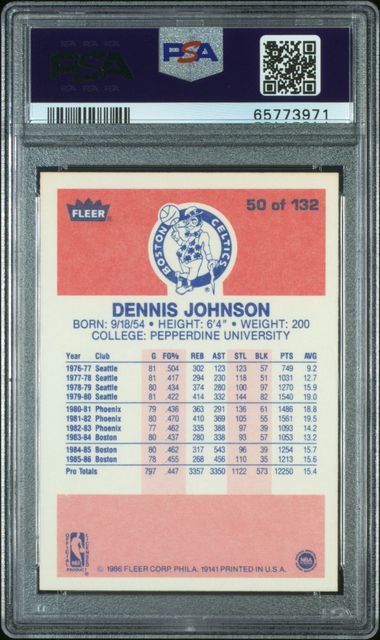 PSA
PSA
65773971
FLEER
50 of 132
BOSTON CELTICS
DENNIS JOHNSON
BORN: 9/18/54 • HEIGHT: 6'4" • WEIGHT: 200
COLLEGE: PEPPERDINE UNIVERSITY
Year Club G FG% REB AST STL BLK PTS AVG
1976-77 Seattle 81 .504 302 123 123 57 749 9.2
1977-78 Seattle 81 .417 294 230 118 51 1031 12.7
1978-79 Seattle 80 .434 374 280 100 97 1270 15.9
1979-80 Seattle 81 .422 414 332 144 82 1540 19.0
1980-81 Phoenix 79 .436 363 291 136 61 1486 18.8
1981-82 Phoenix 80 .470 410 369 105 55 1561 19.5
1982-83 Phoenix 77 .462 335 388 97 39 1093 14.2
1983-84 Boston 80 .437 280 338 93 57 1053 13.2
1984-85 Boston 80 .462 317 543 96 39 1254 15.7
1985-86 Boston 78 .455 268 456 110 35 1213 15.6
Pro Totals 797 .447 3357 3350 1122 573 12250 15.4
OFFICIAL LICENSED
NBA
PRODUCT
© 1986 FLEER CORP. PHILA. 19141 PRINTED IN U.S.A.